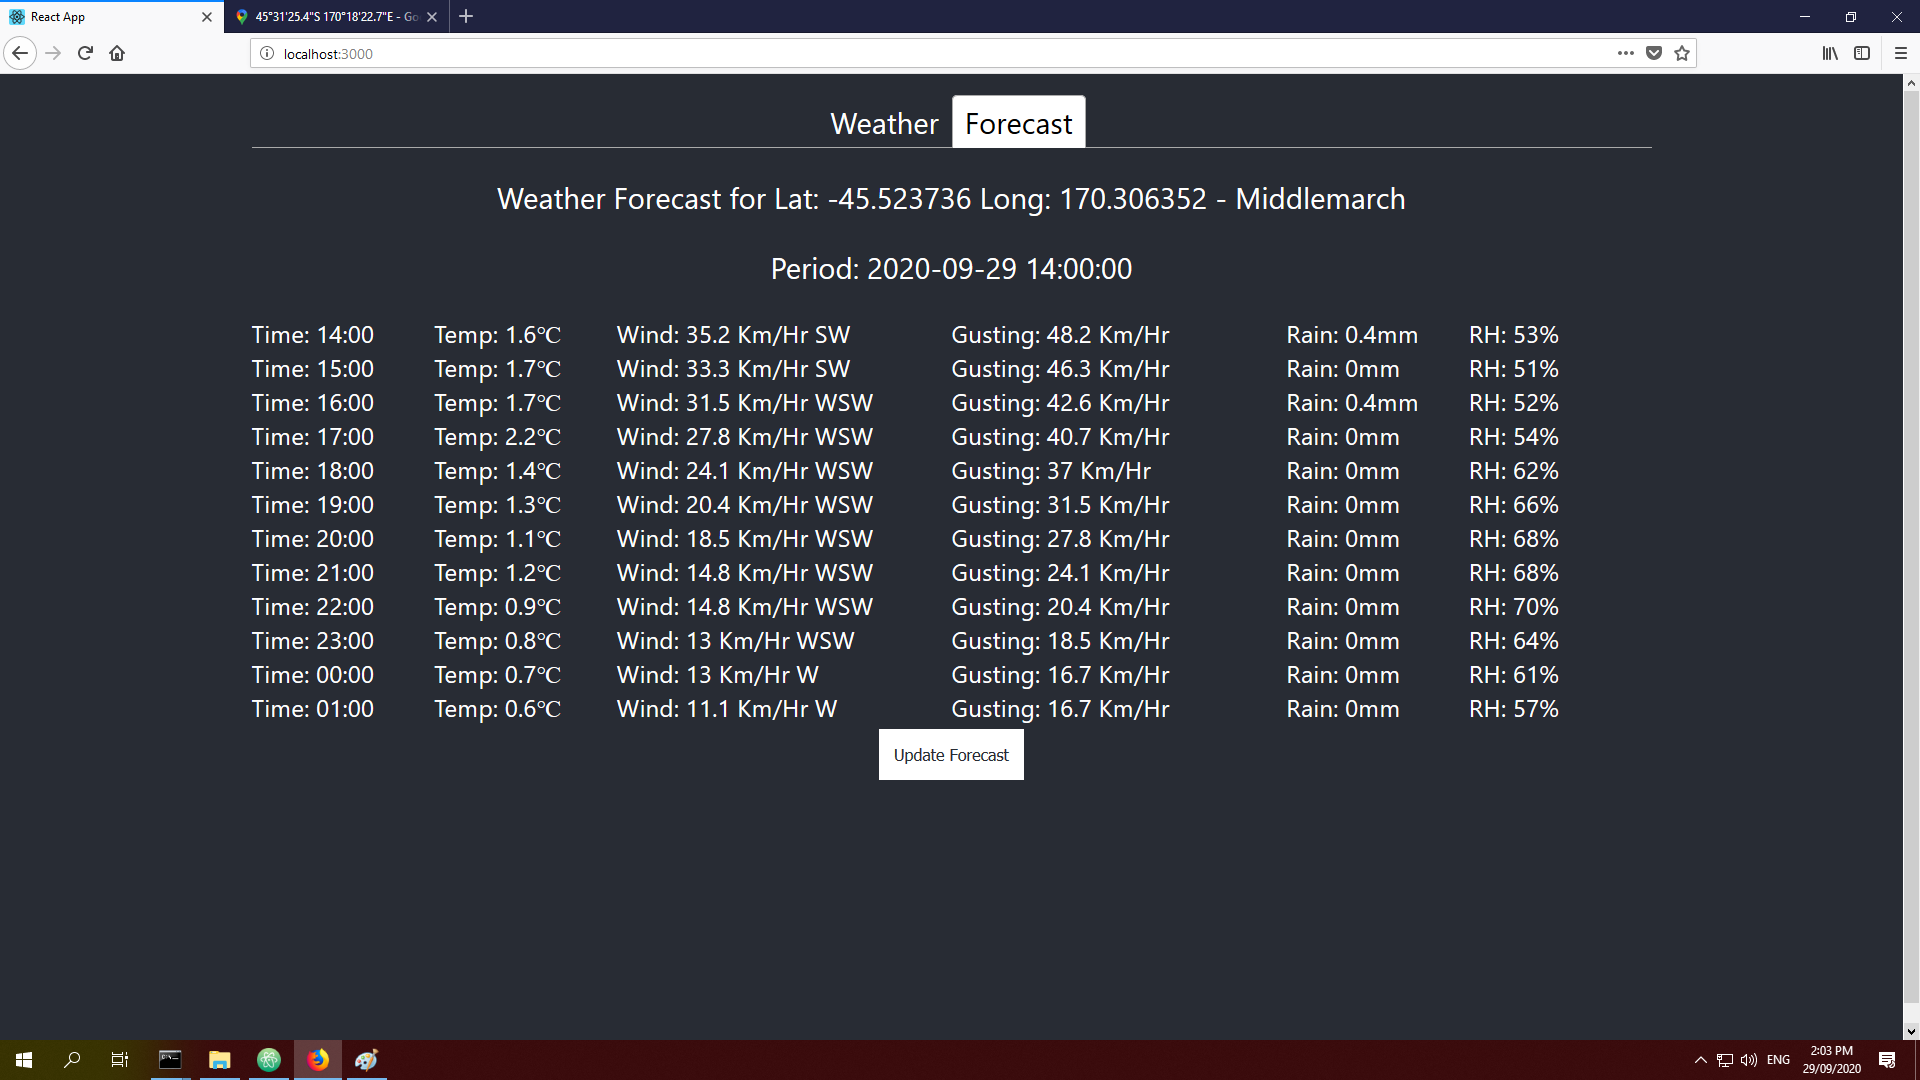 React App
45°31'25.4"S 170°18'22.7"E - Go
localhost:3000
Weather Forecast
Weather Forecast for Lat: -45.523736 Long: 170.306352 - Middlemarch
Period: 2020-09-29 14:00:00
Time: 14:00 Temp: 1.6℃ Wind: 35.2 Km/Hr SW Gusting: 48.2 Km/Hr Rain: 0.4mm RH: 53%
Time: 15:00 Temp: 1.7℃ Wind: 33.3 Km/Hr SW Gusting: 46.3 Km/Hr Rain: 0mm RH: 51%
Time: 16:00 Temp: 1.7℃ Wind: 31.5 Km/Hr WSW Gusting: 42.6 Km/Hr Rain: 0.4mm RH: 52%
Time: 17:00 Temp: 2.2℃ Wind: 27.8 Km/Hr WSW Gusting: 40.7 Km/Hr Rain: 0mm RH: 54%
Time: 18:00 Temp: 1.4℃ Wind: 24.1 Km/Hr WSW Gusting: 37 Km/Hr Rain: 0mm RH: 62%
Time: 19:00 Temp: 1.3℃ Wind: 20.4 Km/Hr WSW Gusting: 31.5 Km/Hr Rain: 0mm RH: 66%
Time: 20:00 Temp: 1.1℃ Wind: 18.5 Km/Hr WSW Gusting: 27.8 Km/Hr Rain: 0mm RH: 68%
Time: 21:00 Temp: 1.2℃ Wind: 14.8 Km/Hr WSW Gusting: 24.1 Km/Hr Rain: 0mm RH: 68%
Time: 22:00 Temp: 0.9℃ Wind: 14.8 Km/Hr WSW Gusting: 20.4 Km/Hr Rain: 0mm RH: 70%
Time: 23:00 Temp: 0.8℃ Wind: 13 Km/Hr WSW Gusting: 18.5 Km/Hr Rain: 0mm RH: 64%
Time: 00:00 Temp: 0.7℃ Wind: 13 Km/Hr W Gusting: 16.7 Km/Hr Rain: 0mm RH: 61%
Time: 01:00 Temp: 0.6℃ Wind: 11.1 Km/Hr W Gusting: 16.7 Km/Hr Rain: 0mm RH: 57%
Update Forecast
ENG
2:03 PM
29/09/2020